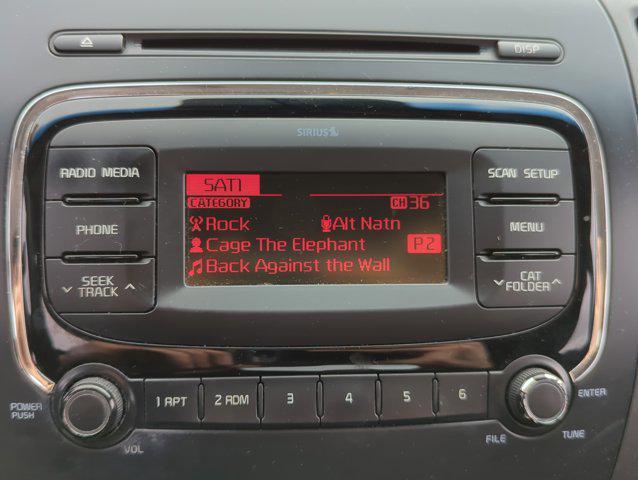 DISP
SIRIUS
RADIO MEDIA
PHONE
SEEK
TRACK
SAT1
CATEGORY
CH 36
Rock
Alt Natn
Cage The Elephant
P2
Back Against the Wall
SCAN SETUP
MENU
CAT
FOLDER
POWER
PUSH
VOL
1 RPT
2 RDM
3
4
5
6
ENTER
FILE
TUNE